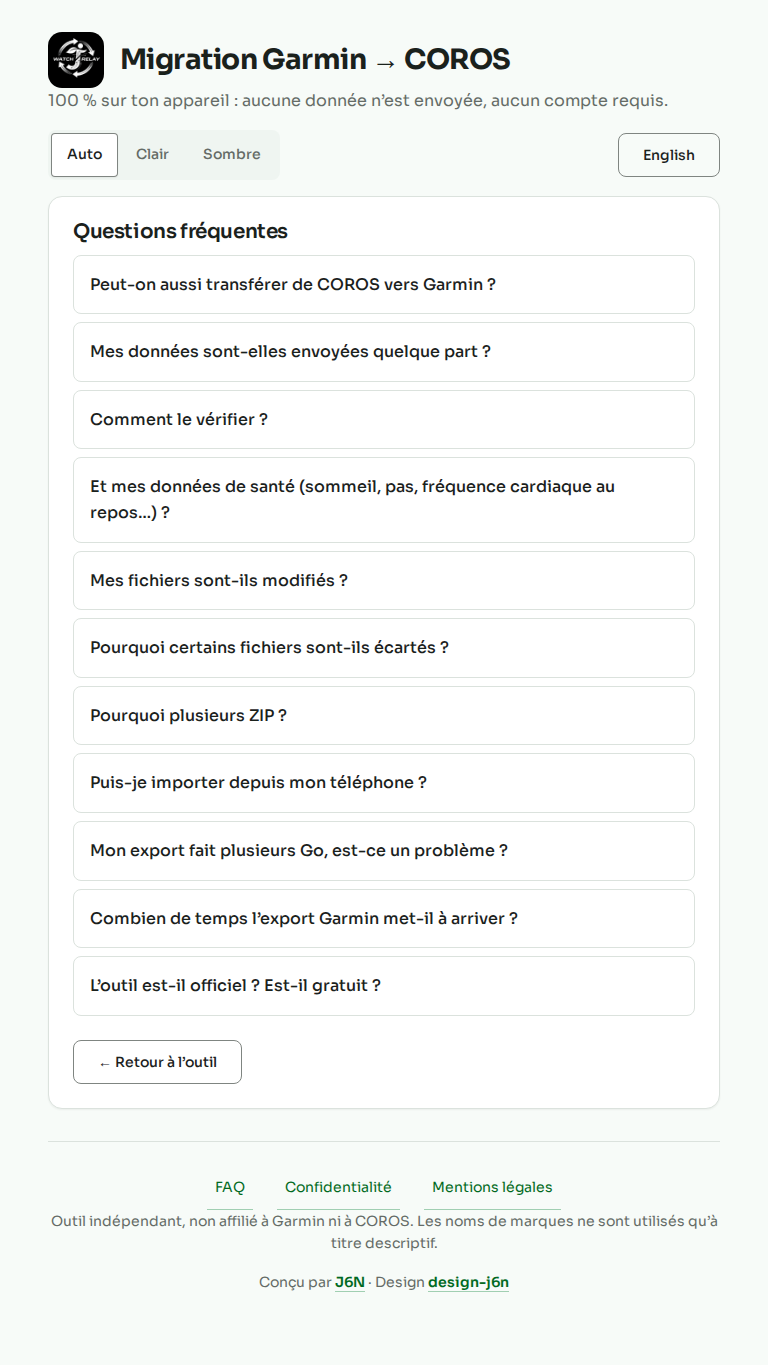 WATCH RELAY
Migration Garmin → COROS
100 % sur ton appareil : aucune donnée n’est envoyée, aucun compte requis.
Auto
Clair
Sombre
English
Questions fréquentes
Peut-on aussi transférer de COROS vers Garmin ?
Mes données sont-elles envoyées quelque part ?
Comment le vérifier ?
Et mes données de santé (sommeil, pas, fréquence cardiaque au
repos…) ?
Mes fichiers sont-ils modifiés ?
Pourquoi certains fichiers sont-ils écartés ?
Pourquoi plusieurs ZIP ?
Puis-je importer depuis mon téléphone ?
Mon export fait plusieurs Go, est-ce un problème ?
Combien de temps l’export Garmin met-il à arriver ?
L’outil est-il officiel ? Est-il gratuit ?
← Retour à l’outil
FAQ
Confidentialité
Mentions légales
Outil indépendant, non affilié à Garmin ni à COROS. Les noms de marques ne sont utilisés qu’à
titre descriptif.
Conçu par J6N · Design design-j6n